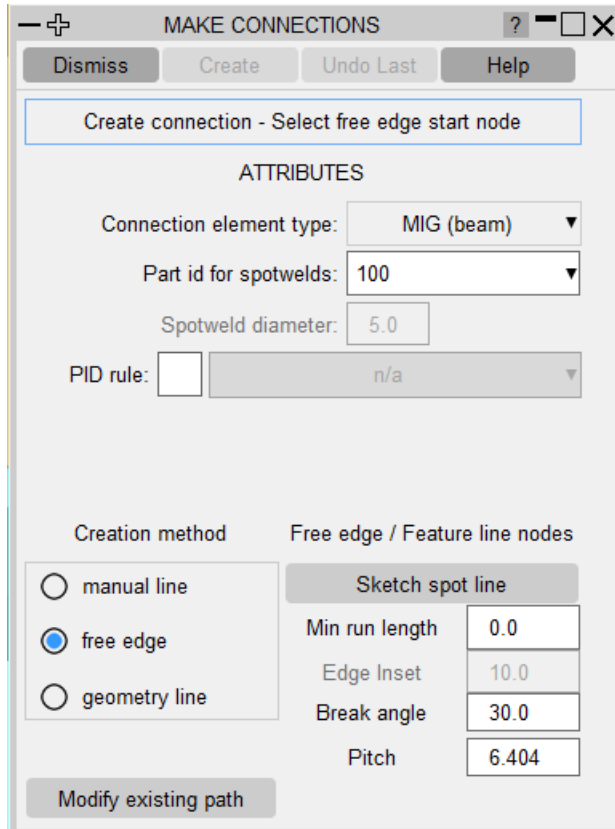 MAKE CONNECTIONS ?
Dismiss Create Undo Last Help
Create connection - Select free edge start node
ATTRIBUTES
Connection element type: MIG (beam)
Part id for spotwelds: 100
Spotweld diameter: 5.0
PID rule: n/a
Creation method Free edge / Feature line nodes
manual line Sketch spot line
Min run length 0.0
free edge
Edge Inset 10.0
geometry line
Break angle 30.0
Pitch 6.404
Modify existing path